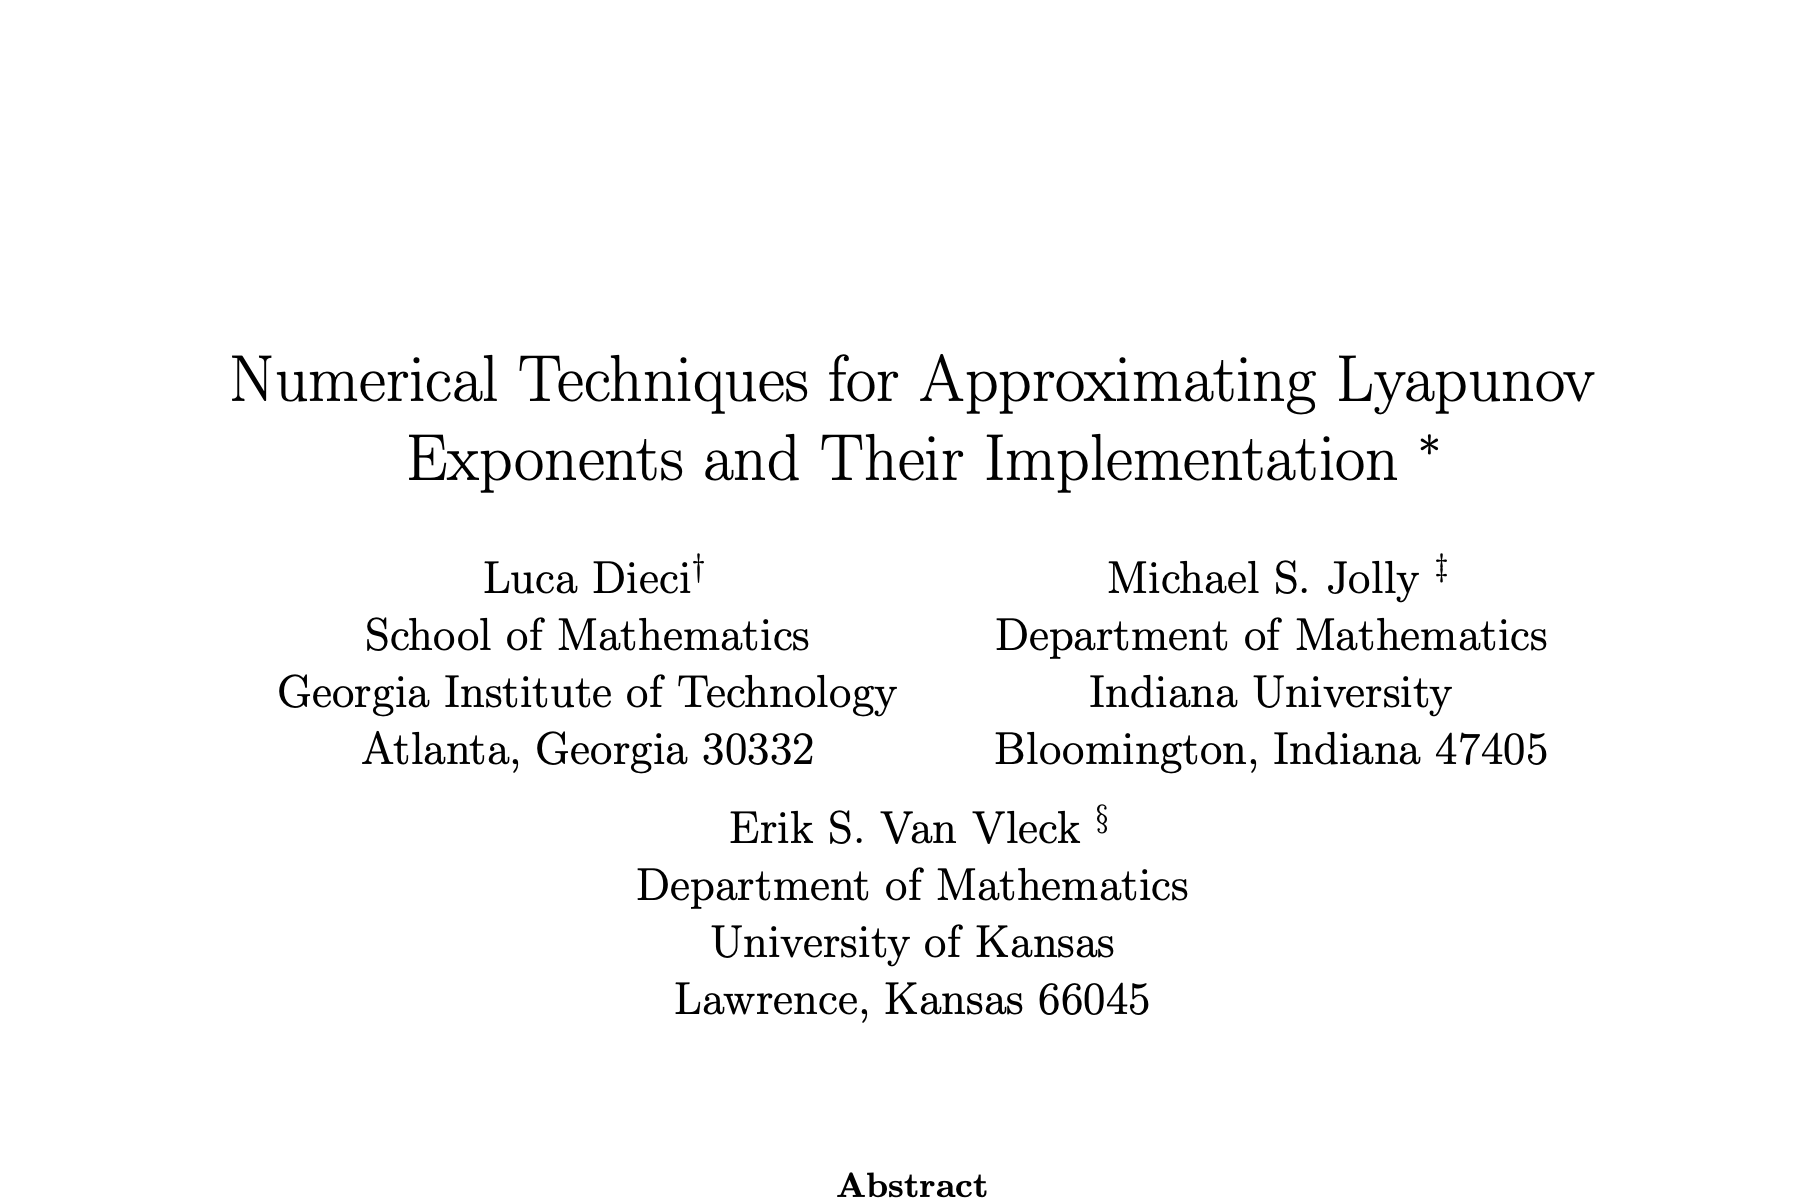 Numerical Techniques for Approximating Lyapunov
Exponents and Their Implementation *
Luca Dieci†
School of Mathematics
Georgia Institute of Technology
Atlanta, Georgia 30332
Michael S. Jolly ‡
Department of Mathematics
Indiana University
Bloomington, Indiana 47405
Erik S. Van Vleck §
Department of Mathematics
University of Kansas
Lawrence, Kansas 66045
Abstract